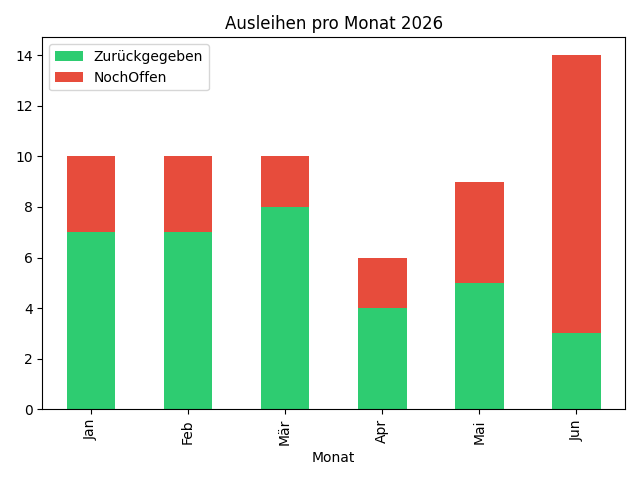 Ausleihen pro Monat 2026
Zurückgegeben
NochOffen
14
12
10
8
6
4
2
0
Jan
Feb
Mär
Apr
Mai
Jun
Monat